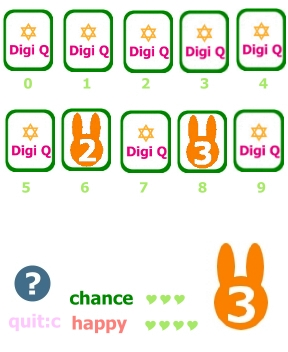 Digi Q Digi Q Digi Q Digi Q Digi Q
0 1 2 3 4
Digi Q 2 Digi Q 3 Digi Q
5 6 7 8 9
?
chance ♥♥♥
3
quit:c happy ♥♥♥♥